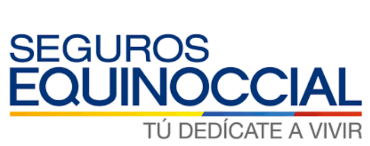 SEGUROS
EQUINOCCIAL
TÚ DEDÍCATE A VIVIR